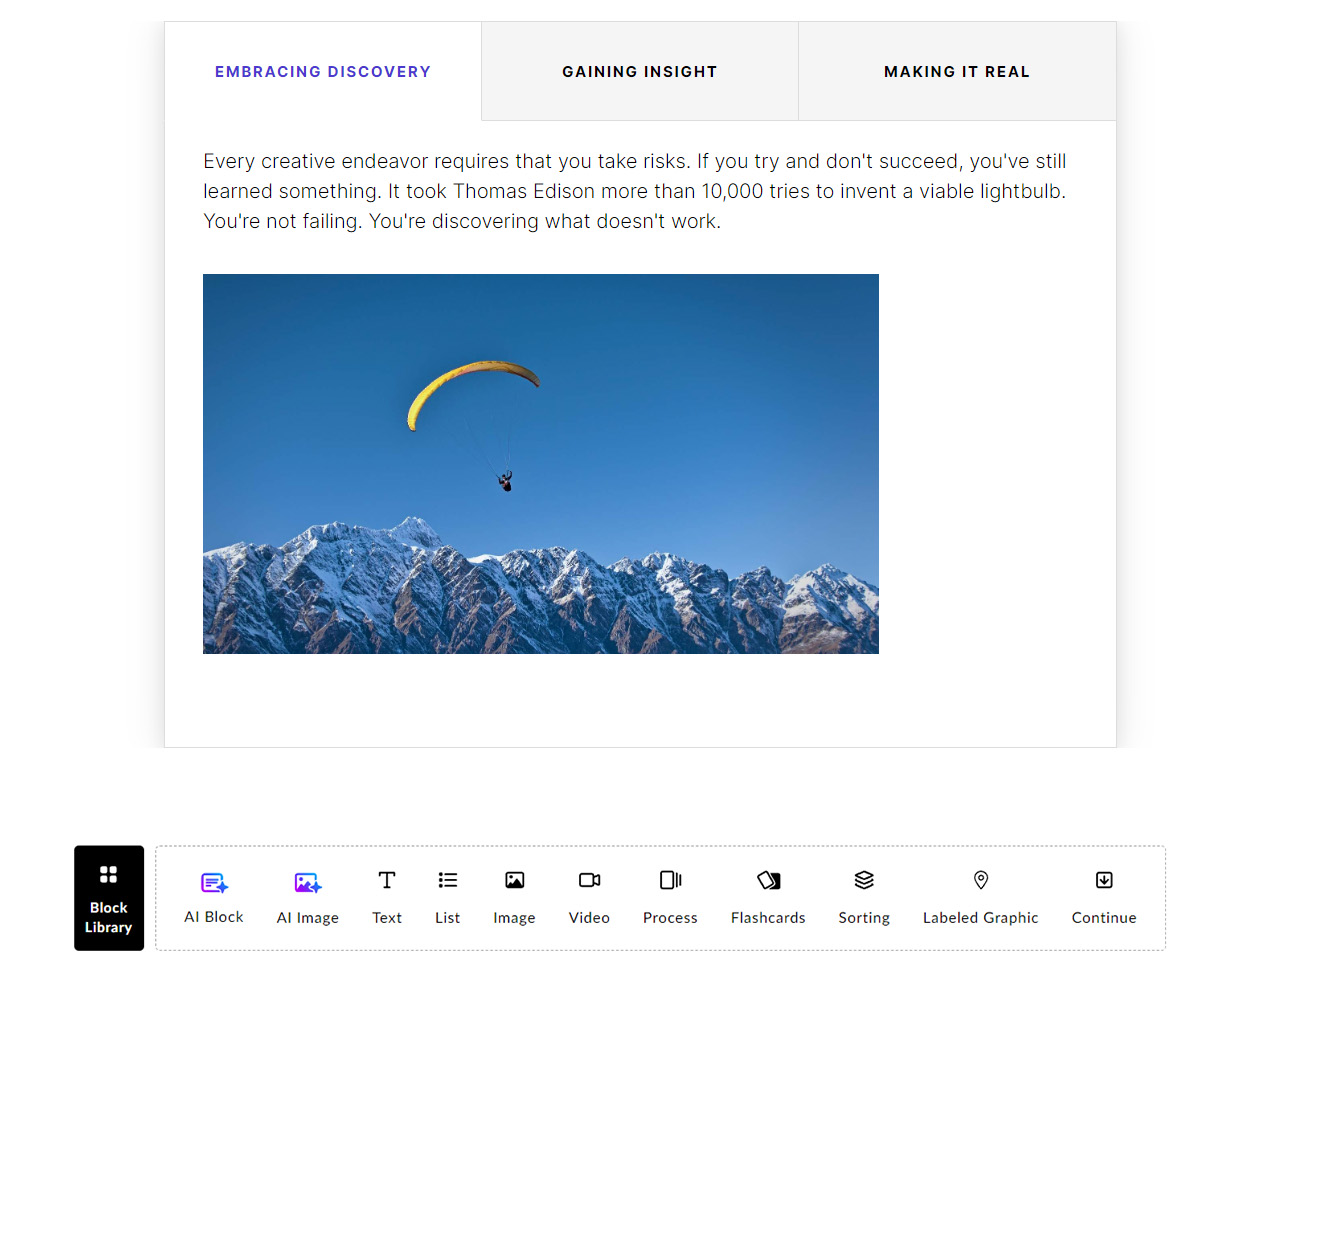 EMBRACING DISCOVERY
GAINING INSIGHT
MAKING IT REAL
Every creative endeavor requires that you take risks. If you try and don't succeed, you've still
learned something. It took Thomas Edison more than 10,000 tries to invent a viable lightbulb.
You're not failing. You're discovering what doesn't work.
Block
Library
AI Block
AI Image
Text
List
Image
Video
Process
Flashcards
Sorting
Labeled Graphic
Continue